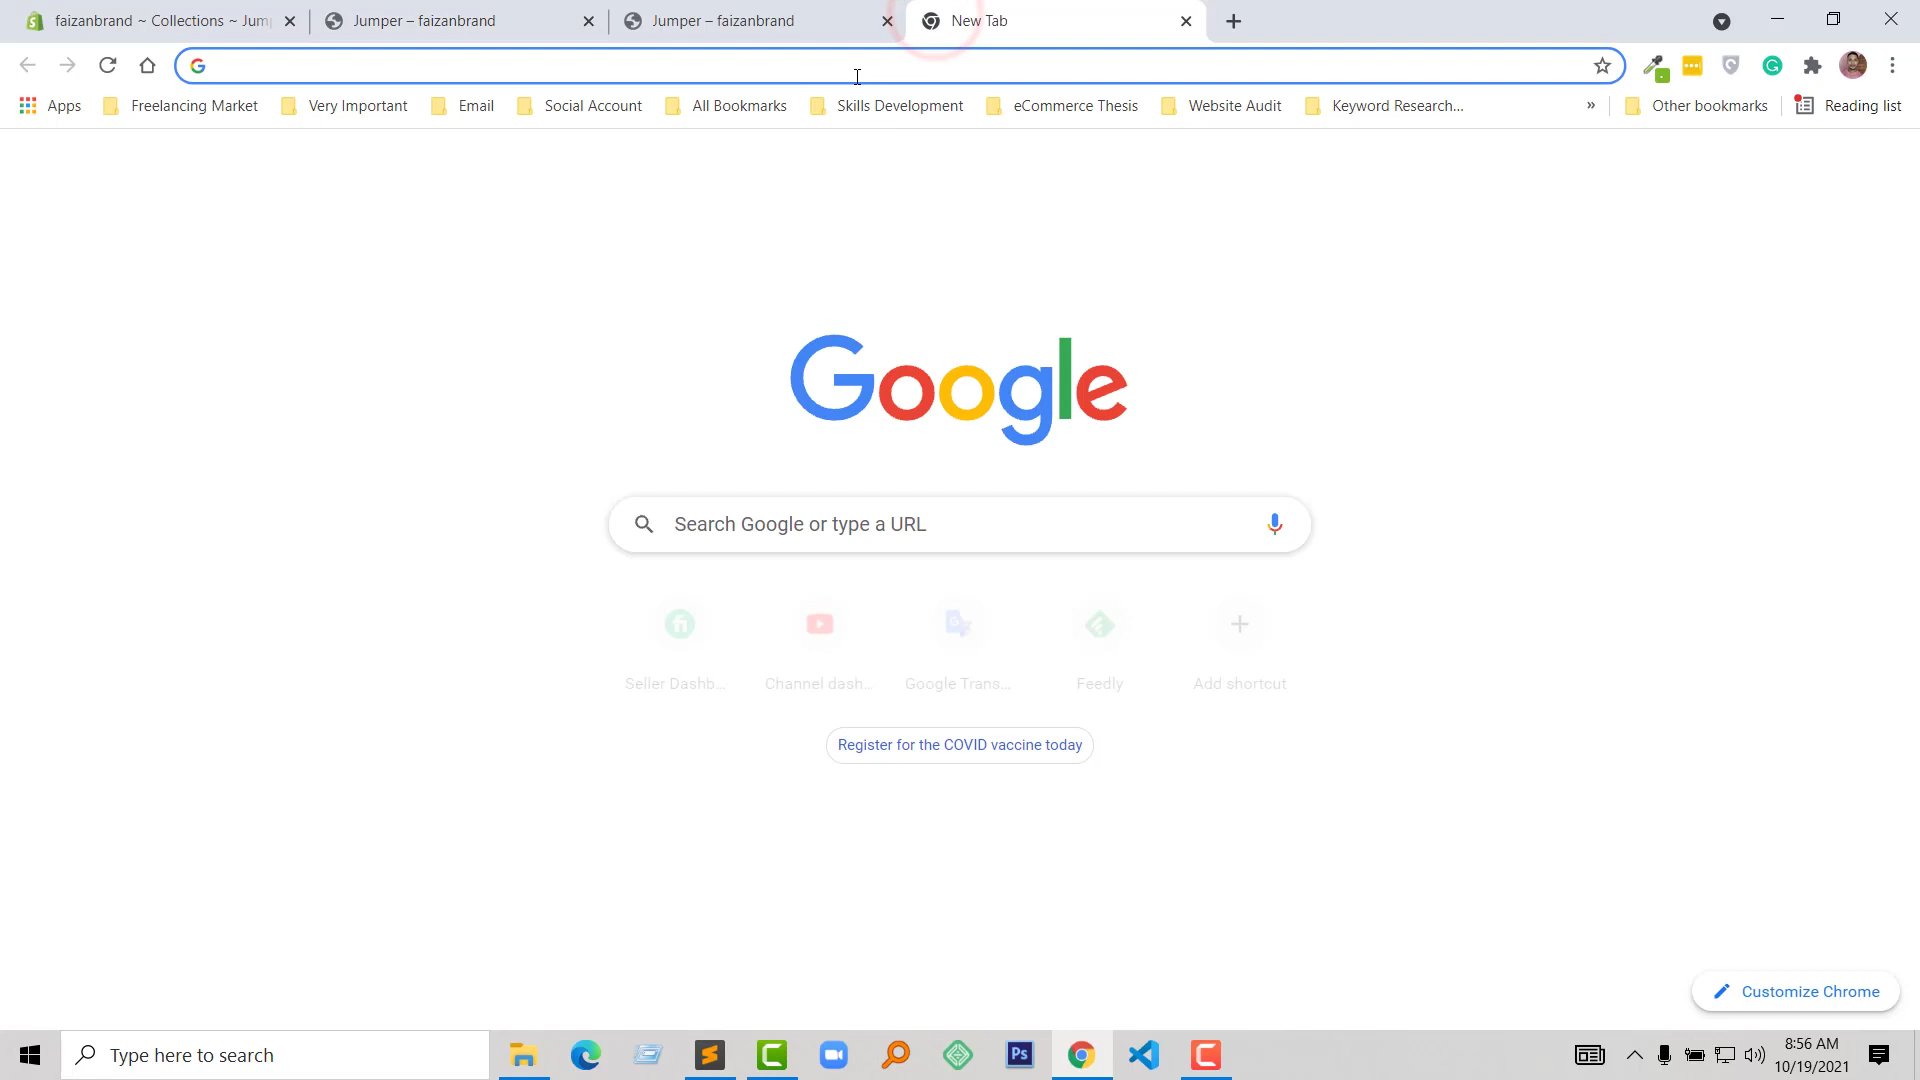 faizanbrand ~ Collections ~ Jum
Jumper – faizanbrand
Jumper – faizanbrand
New Tab
Apps
Freelancing Market
Very Important
Email
Social Account
All Bookmarks
Skills Development
eCommerce Thesis
Website Audit
Keyword Research...
»
Other bookmarks
Reading list
Google
Search Google or type a URL
Seller Dashb...
Channel dash...
Google Trans...
Feedly
Add shortcut
Register for the COVID vaccine today
Customize Chrome
Type here to search
Ps
8:56 AM
10/19/2021